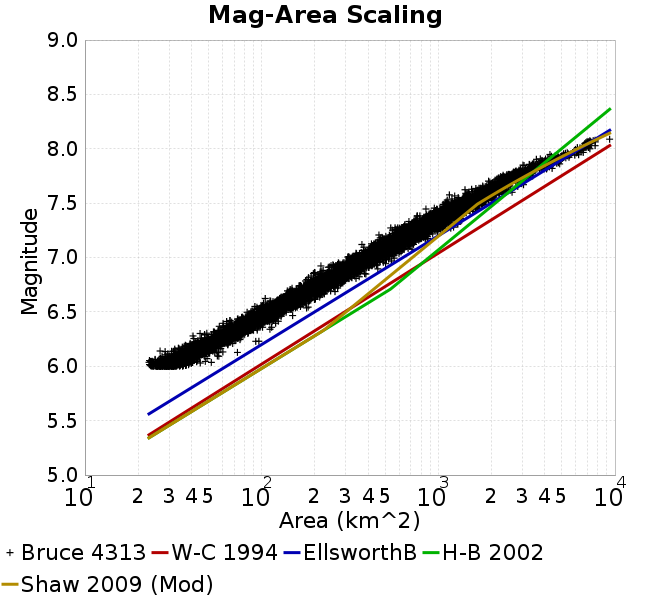 Mag-Area Scaling
9.0
8.5
8.0
7.5
7.0
6.5
6.0
5.5
5.0
Magnitude
10^1 2 3 4 5 10^2 2 3 4 5 10^3 2 3 4 5 10^4
Area (km^2)
+ Bruce 4313 W-C 1994 EllsworthB H-B 2002
Shaw 2009 (Mod)